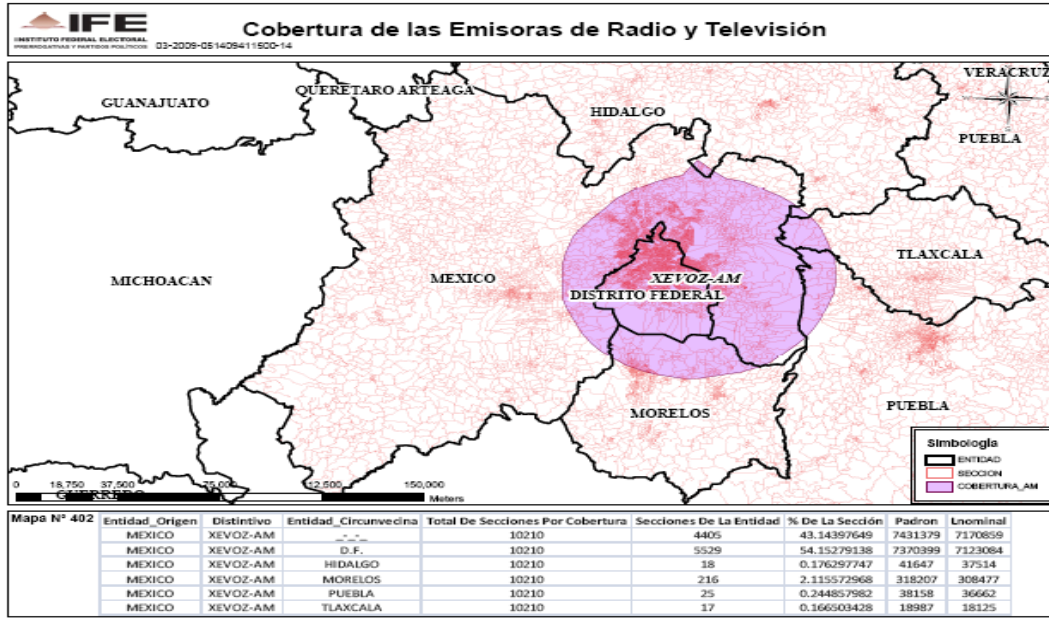 IFE
INSTITUTO FEDERAL ELECTORAL
PRERROGATIVAS Y PARTIDOS POLÍTICOS
03-2009-051409411500-14
Cobertura de las Emisoras de Radio y Televisión
GUANAJUATO
QUERETARO ARTEAGA
HIDALGO
VERACRUZ
PUEBLA
MICHOACAN
MEXICO
XEVOZ-AM
DISTRITO FEDERAL
TLAXCALA
MORELOS
PUEBLA
GUERRERO
0 18,750 37,500 75,000 12,500 150,000
Meters
Simbología
ENTIDAD
SECCION
COBERTURA_AM
Mapa N° 402 Entidad_Origen Distintivo Entidad_Circunvecina Total De Secciones Por Cobertura Secciones De La Entidad % De La Sección Padron Lnominal
MEXICO XEVOZ-AM _-_-_ 10210 4405 43.14397649 7431379 7170859
MEXICO XEVOZ-AM D.F. 10210 5529 54.15279138 7370399 7123084
MEXICO XEVOZ-AM HIDALGO 10210 18 0.176297747 41647 37514
MEXICO XEVOZ-AM MORELOS 10210 216 2.115572968 318207 308477
MEXICO XEVOZ-AM PUEBLA 10210 25 0.244857982 38158 36662
MEXICO XEVOZ-AM TLAXCALA 10210 17 0.166503428 18987 18125